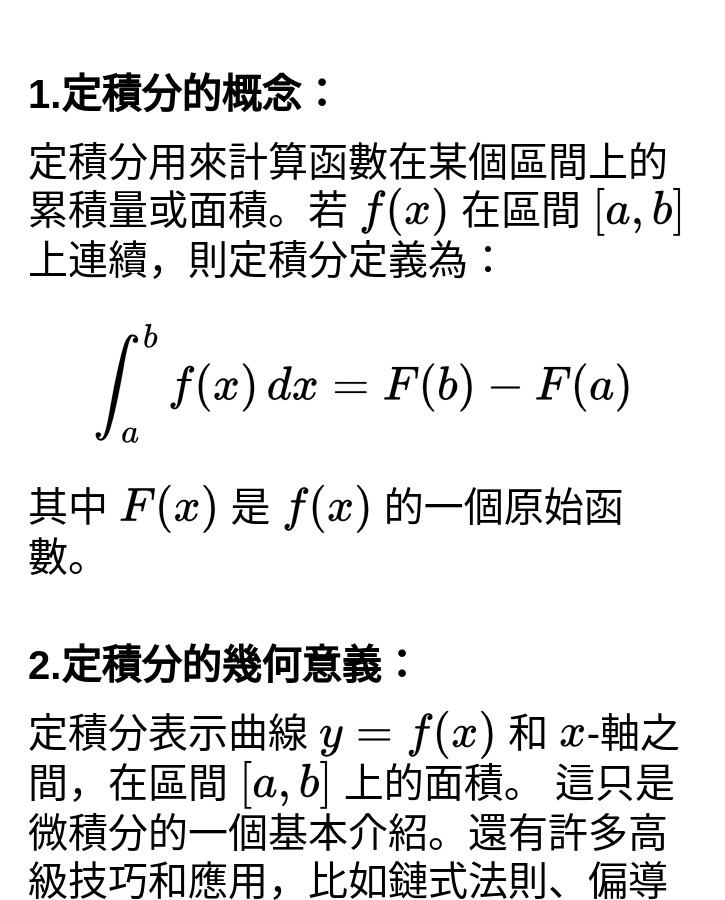 1.定積分的概念：
定積分用來計算函數在某個區間上的
累積量或面積。若 f(x) 在區間 [a, b]
上連續，則定積分定義為：
∫_a^b f(x) dx = F(b) − F(a)
其中 F(x) 是 f(x) 的一個原始函
數。
2.定積分的幾何意義：
定積分表示曲線 y = f(x) 和 x-軸之
間，在區間 [a, b] 上的面積。 這只是
微積分的一個基本介紹。還有許多高
級技巧和應用，比如鏈式法則、偏導